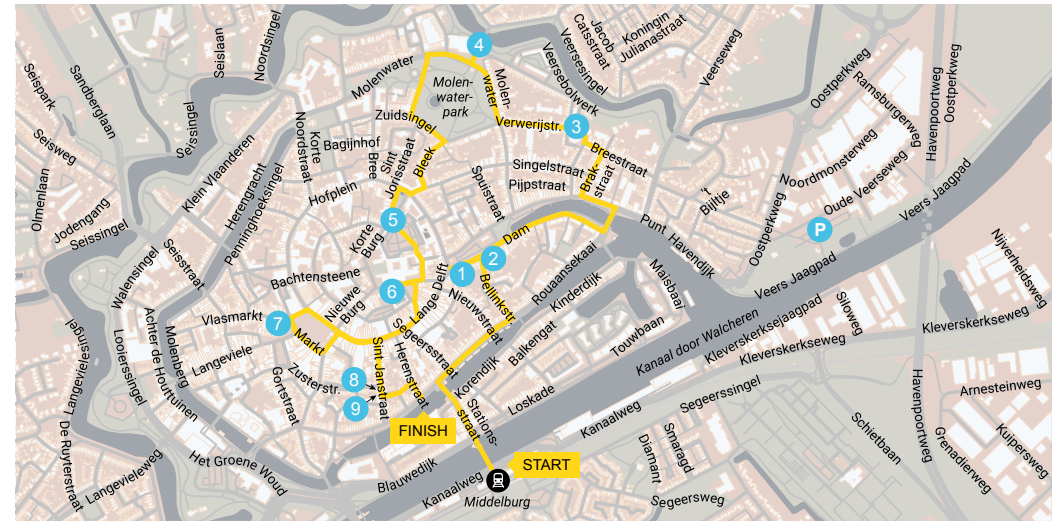 Seispark
Sandberglaan
Seislaan
Noordsingel
Seissingel
Seisweg
Olmenlaan
Jodengang
Seissingel
Klein Vlaanderen
Herengracht
Penninghoeksingel
Walensingel
Seisstraat
Looierssingel
Achter de Houttuinen
Molenberg
Langevielesingel
De Ruyterstraat
Langevieleweg
Het Groene Woud
Molenwater
4
Molen-
water
Molen-
water-
park
Zuidsingel
Korte
Noordstraat
Bagijnhof
Sint
Bree
Jorisstraat
Bleek
Hofplein
Verwerijstr.
3
Veersebolwerk
Veersesingel
Jacob
Catsstraat
Koningin
Julianastraat
Veerseweg
Breestraat
Singelstraat
Brak-
straat
Pijpstraat
Spuistraat
't
Bijltje
5
Korte
Burg
Dam
2
1
Punt
Havendijk
Oostperkweg
Oostperkweg
Ramsburgerweg
Noordmonsterweg
Oude Veerseweg
P
Havenpoortweg
Oostperkweg
Veers Jaagpad
Veers Jaagpad
Nijverheidsweg
Bachtensteene
Nieuwe
Burg
6
Lange Delft
Bellinkstr.
Nieuwstraat
Rouaansekaai
Kinderdijk
Maisbaai
Vlasmarkt
7
Markt
Langeviele
Segeersstraat
Balkengat
Touwbaan
Kanaal door Walcheren
Kleverskerksejaagpad
Siloweg
Kleverskerkseweg
Kleverskerkseweg
Zusterstr.
8
9
Sint Janstraat
Herenstraat
Gortstraat
Korendijk
Loskade
Stations-
straat
Kanaalweg
Segeerssingel
Arnesteinweg
FINISH
START
Blauwedijk
Kanaalweg
Middelburg
Diamant
Smaragd
Segeersweg
Schietbaan
Havenpoortweg
Grenadierweg
Kuipersweg